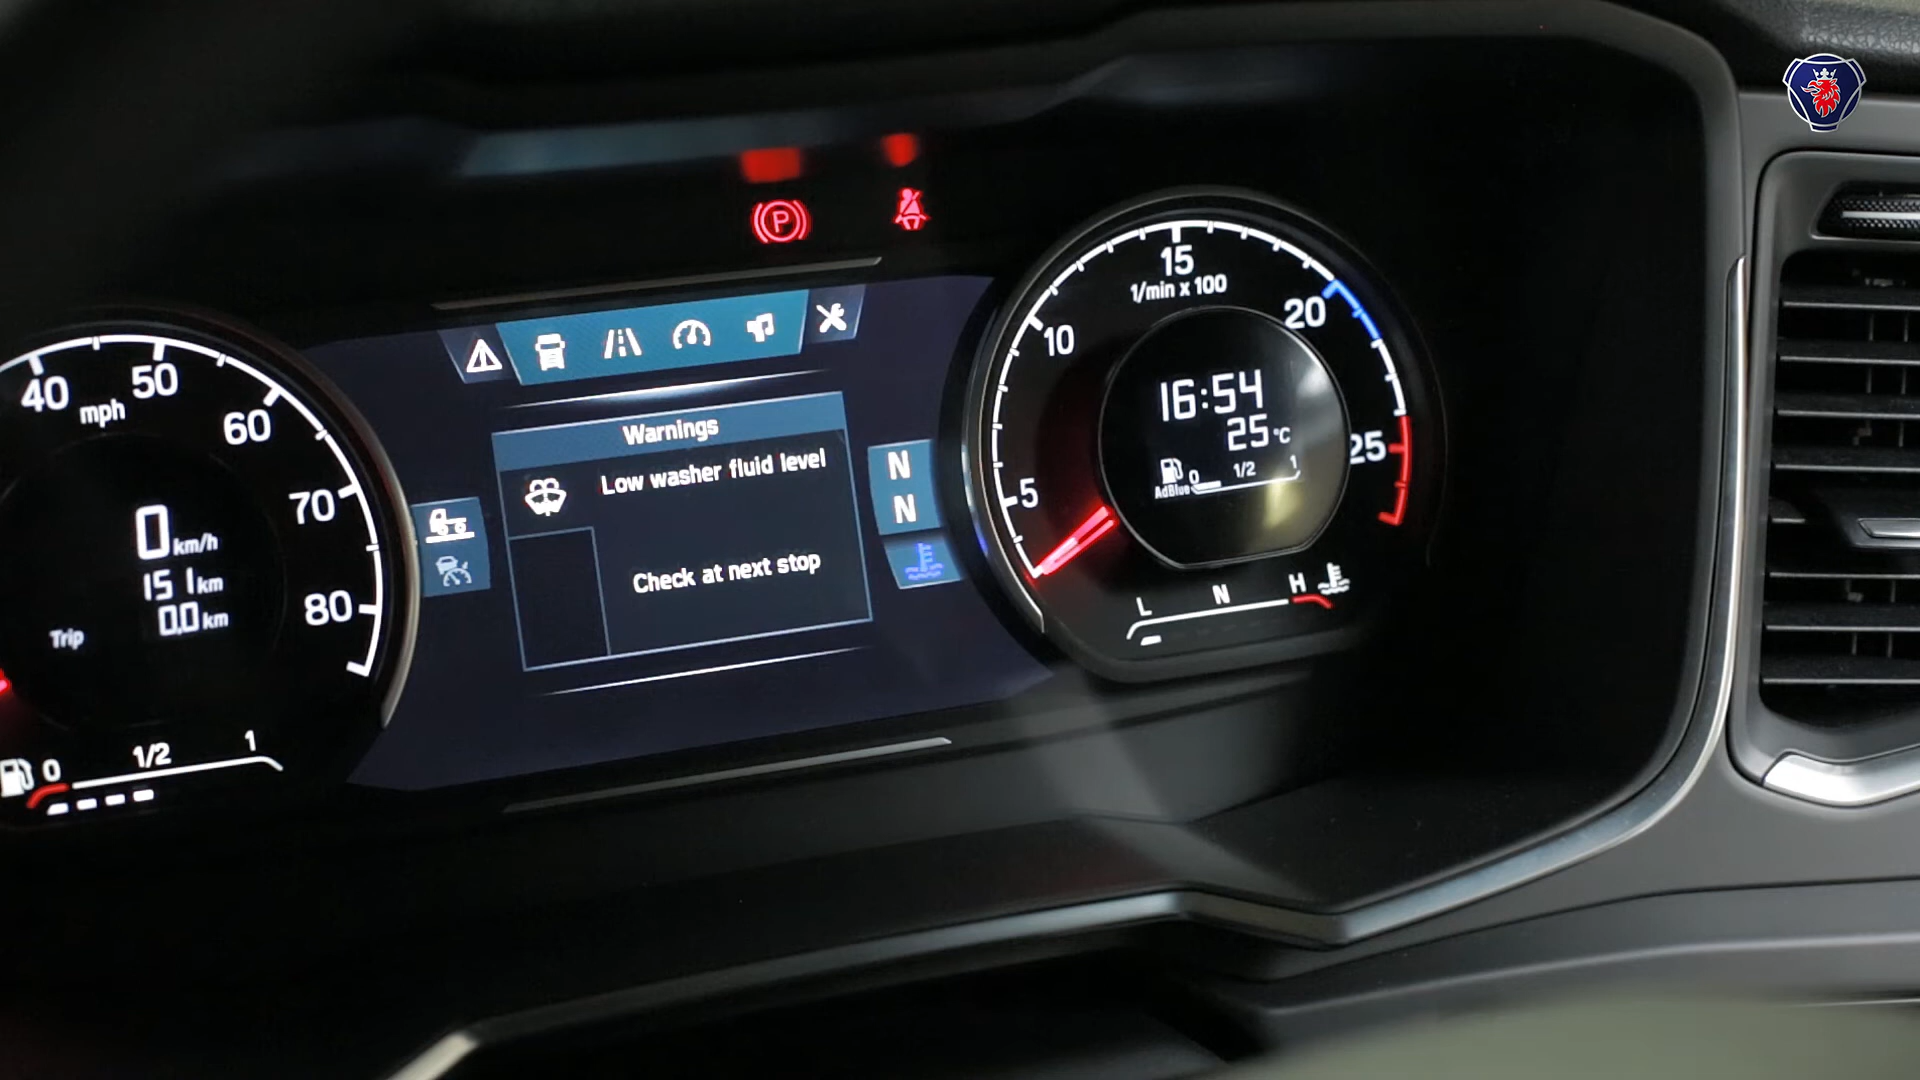 P
40
50
mph
60
70
80
0 km/h
151 km
Trip 0,0 km
0 1/2 1
Warnings
Low washer fluid level
Check at next stop
N
N
5
10
15
1/min x 100
20
25
16:54
25 °C
AdBlue 0 1/2 1
L N H